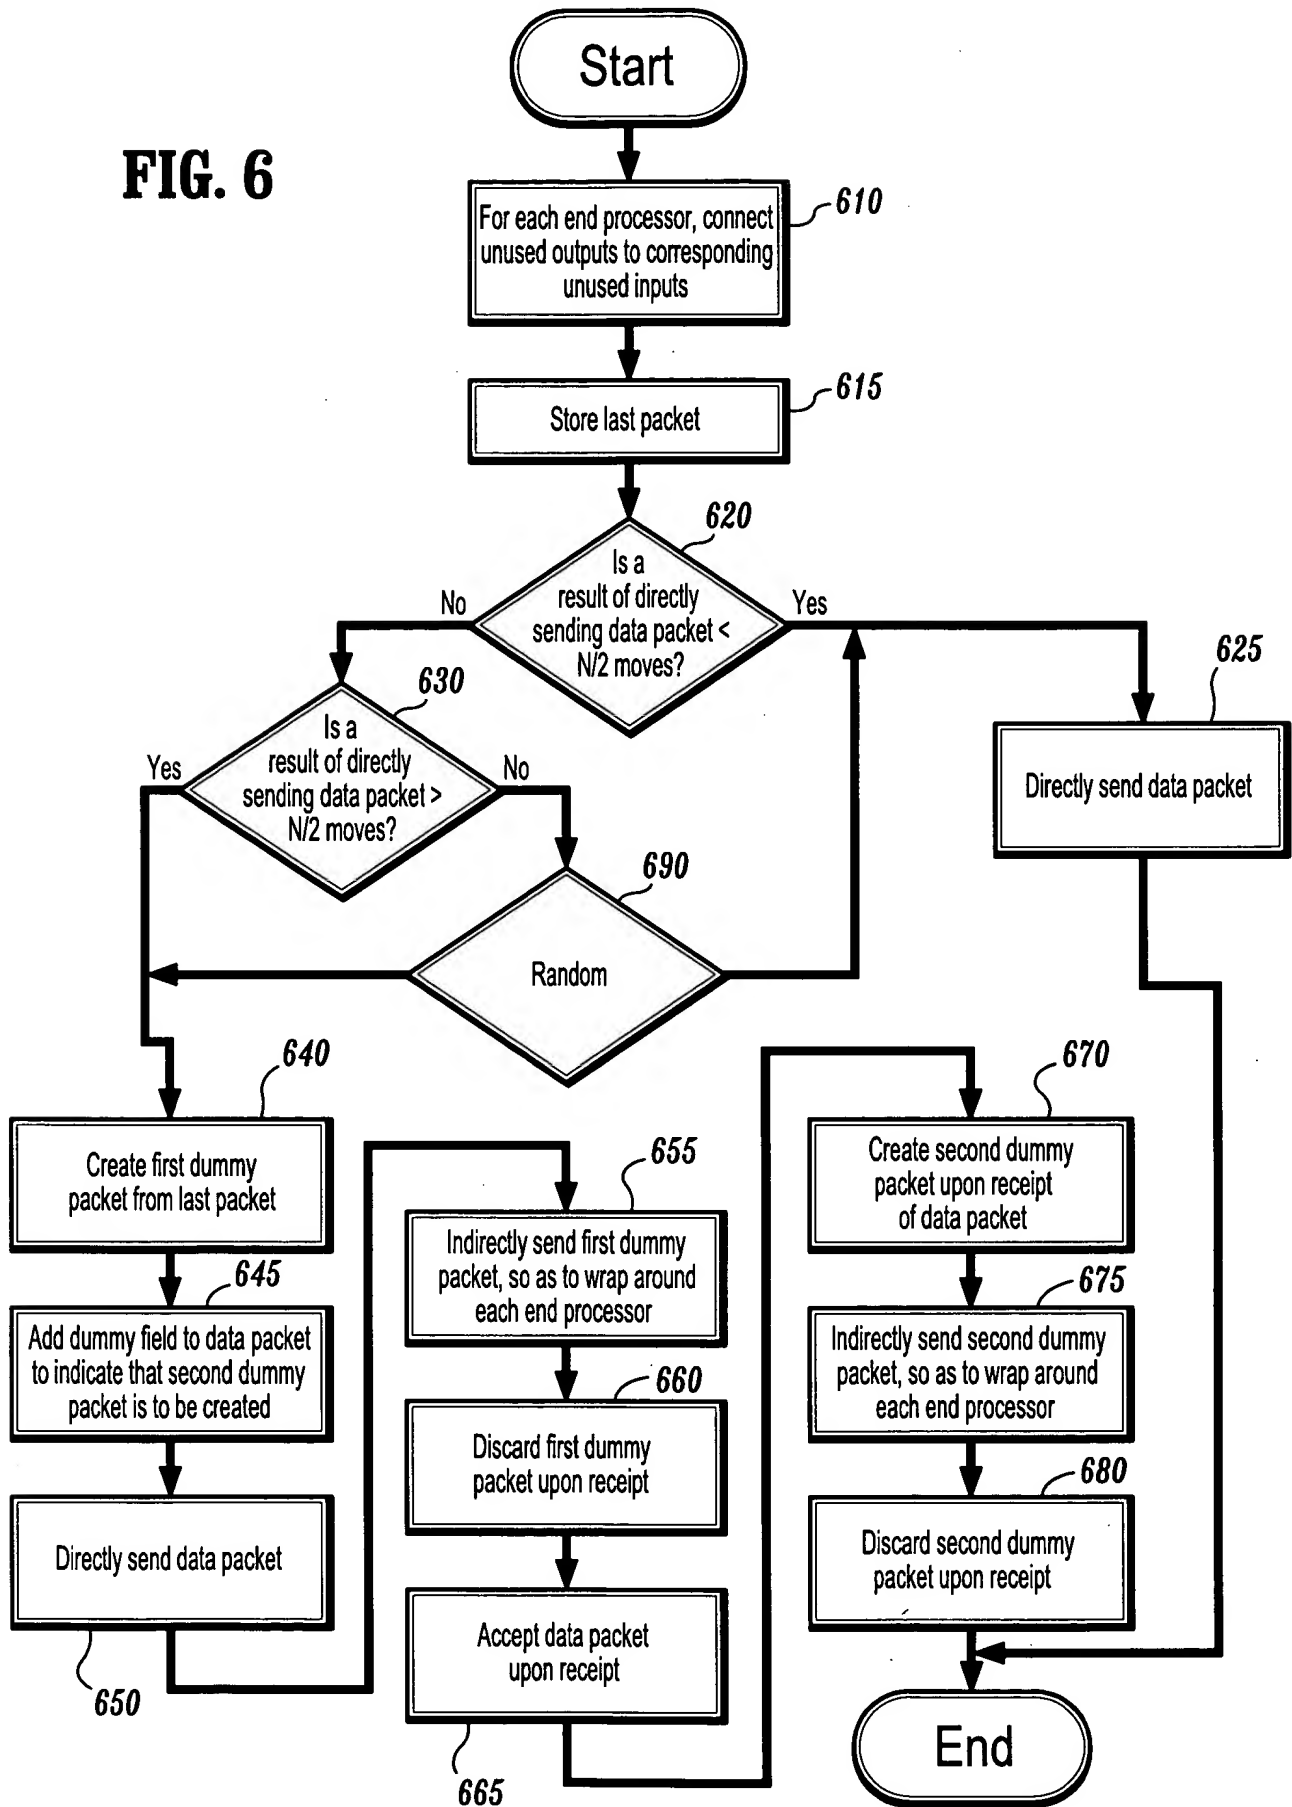 Start
FIG. 6
For each end processor, connect
unused outputs to corresponding
unused inputs
610
Store last packet
615
Is a
result of directly
sending data packet <
N/2 moves?
620
No
Yes
Is a
result of directly
sending data packet >
N/2 moves?
630
Yes
No
Directly send data packet
625
Random
690
Create first dummy
packet from last packet
640
Add dummy field to data packet
to indicate that second dummy
packet is to be created
645
Directly send data packet
650
Indirectly send first dummy
packet, so as to wrap around
each end processor
655
Discard first dummy
packet upon receipt
660
Accept data packet
upon receipt
665
Create second dummy
packet upon receipt
of data packet
670
Indirectly send second dummy
packet, so as to wrap around
each end processor
675
Discard second dummy
packet upon receipt
680
End